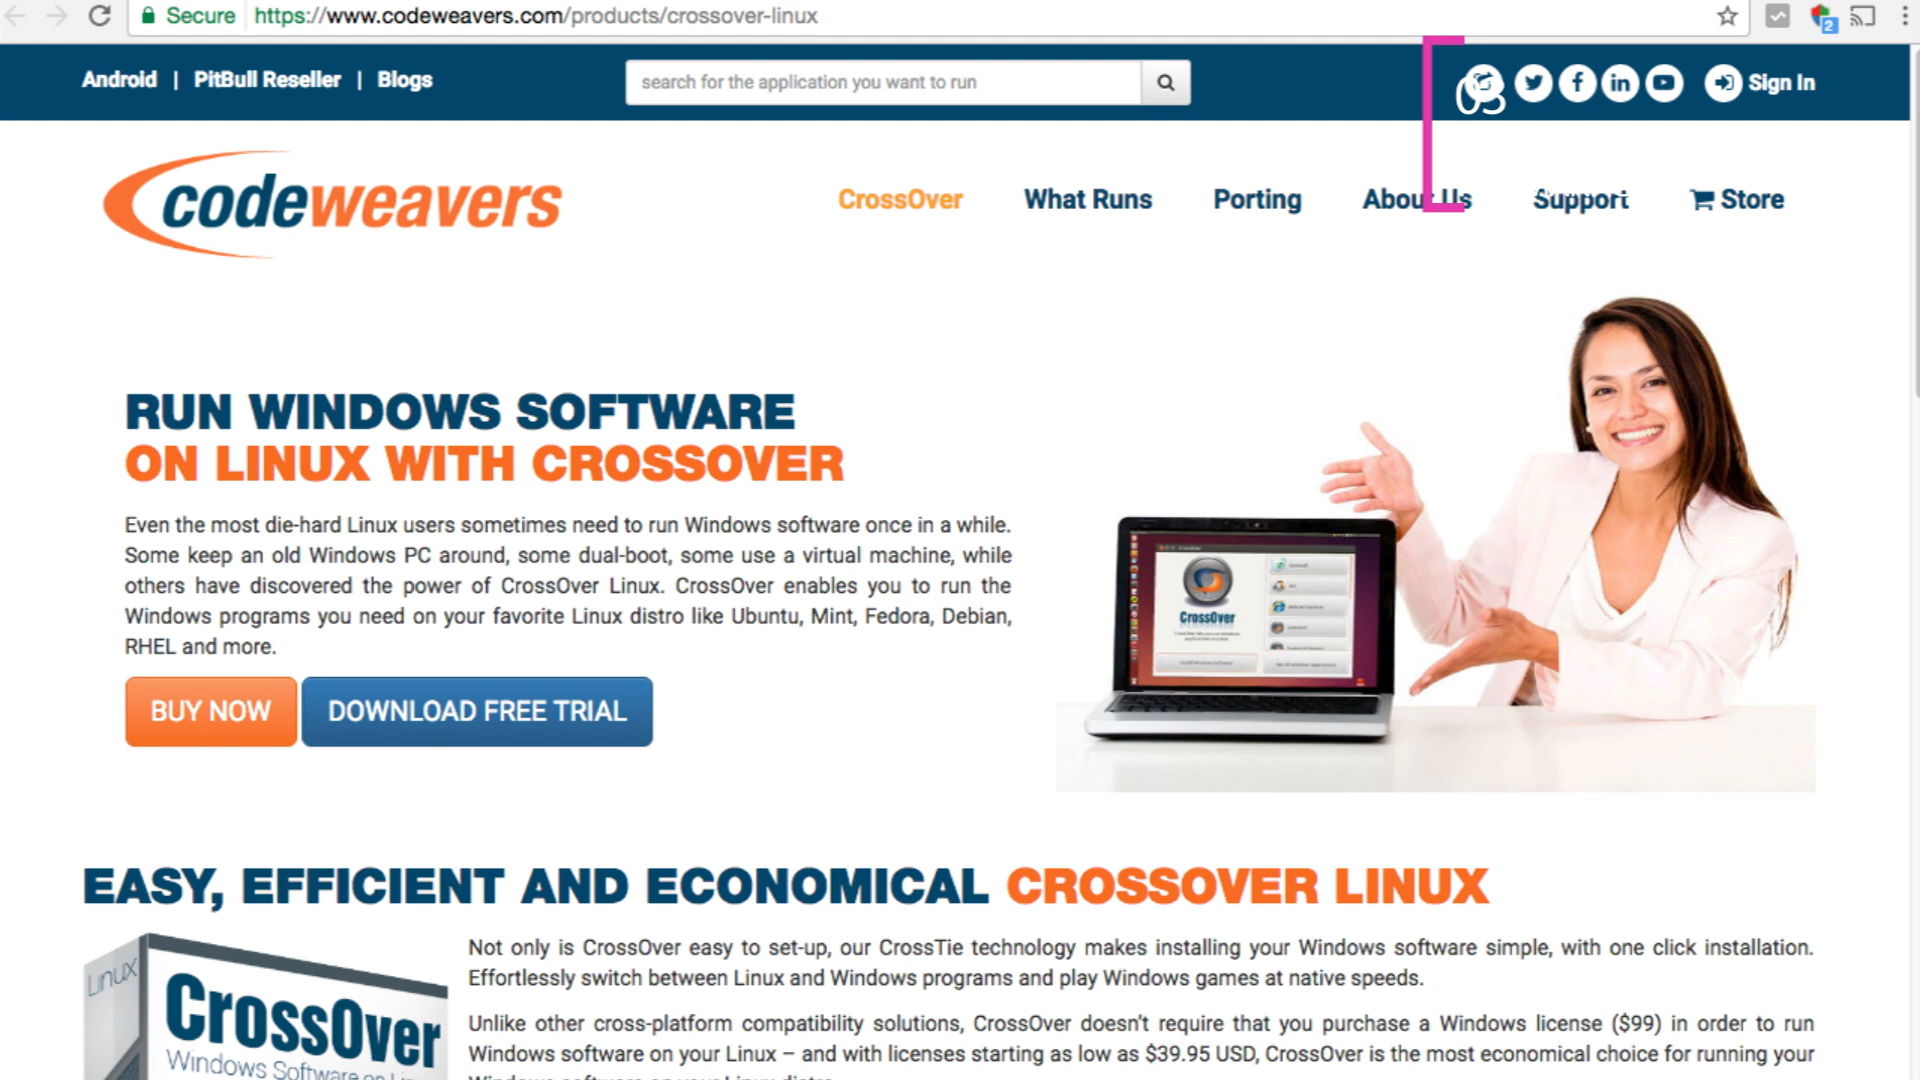 Secure https://www.codeweavers.com/products/crossover-linux
2
Android | PitBull Reseller | Blogs
search for the application you want to run
03
Sign In
codeweavers
CrossOver What Runs Porting About Us Support Store
RUN WINDOWS SOFTWARE
ON LINUX WITH CROSSOVER
Even the most die-hard Linux users sometimes need to run Windows software once in a while.
Some keep an old Windows PC around, some dual-boot, some use a virtual machine, while
others have discovered the power of CrossOver Linux. CrossOver enables you to run the
Windows programs you need on your favorite Linux distro like Ubuntu, Mint, Fedora, Debian,
RHEL and more.
BUY NOW DOWNLOAD FREE TRIAL
CrossOver
EASY, EFFICIENT AND ECONOMICAL CROSSOVER LINUX
Not only is CrossOver easy to set-up, our CrossTie technology makes installing your Windows software simple, with one click installation.
Effortlessly switch between Linux and Windows programs and play Windows games at native speeds.
Unlike other cross-platform compatibility solutions, CrossOver doesn't require that you purchase a Windows license ($99) in order to run
Windows software on your Linux – and with licenses starting as low as $39.95 USD, CrossOver is the most economical choice for running your
Linux
CrossOver
Windows Software on